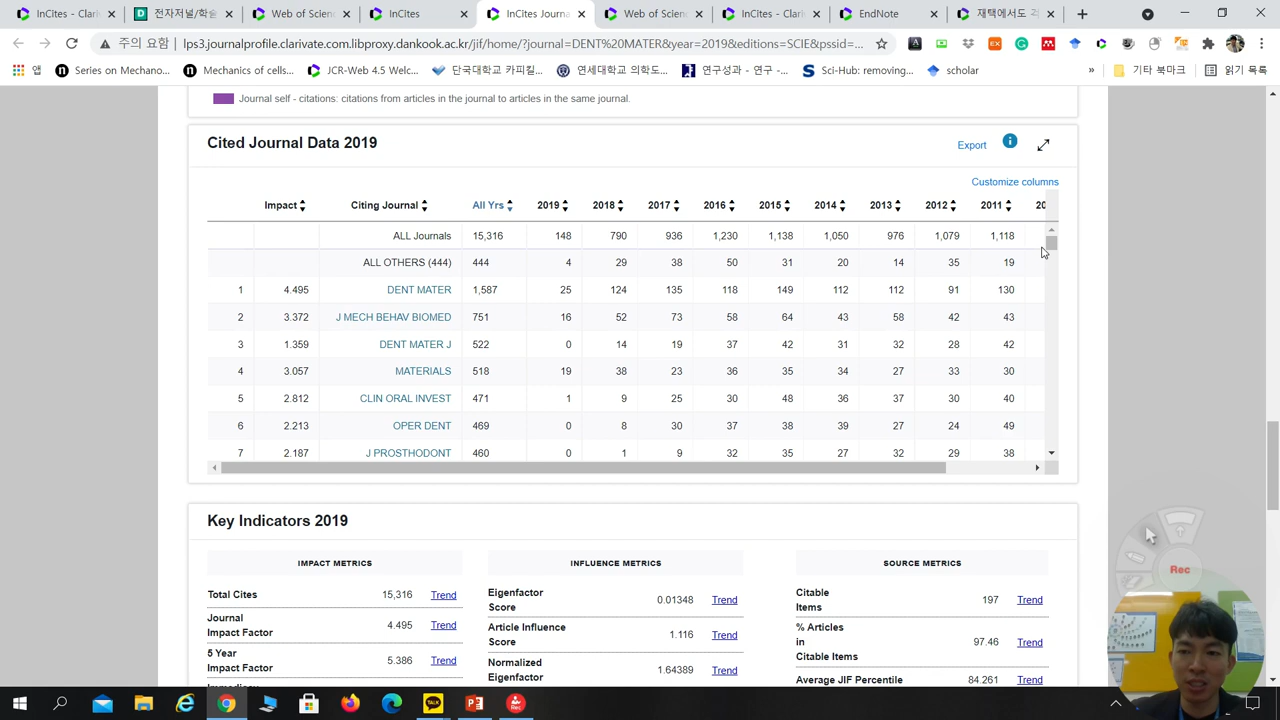 InCites - Clark
전자저널/학술
Web of Scien
InCites
InCites Journa
Web of Scien
InCites - Clark
EndNote
재택에서도 ㄹ
주의 요함
lps3.journalprofile.clarivate.com.libproxy.dankook.ac.kr/jif/home/?journal=DENT%20MATER&year=2019&edition=SCIE&pssid=...
앱
Series on Mechano...
Mechanics of cells...
JCR-Web 4.5 Welc...
단국대학교 카피킬...
연세대학교 의학도...
연구성과 - 연구 -...
Sci-Hub: removing...
scholar
»
기타 북마크
읽기 목록
Journal self - citations: citations from articles in the journal to articles in the same journal.
Cited Journal Data 2019
Export
Customize columns
Impact Citing Journal All Yrs 2019 2018 2017 2016 2015 2014 2013 2012 2011 20
ALL Journals 15,316 148 790 936 1,230 1,138 1,050 976 1,079 1,118
ALL OTHERS (444) 444 4 29 38 50 31 20 14 35 19
1 4.495 DENT MATER 1,587 25 124 135 118 149 112 112 91 130
2 3.372 J MECH BEHAV BIOMED 751 16 52 73 58 64 43 58 42 43
3 1.359 DENT MATER J 522 0 14 19 37 42 31 32 28 42
4 3.057 MATERIALS 518 19 38 23 36 35 34 27 33 30
5 2.812 CLIN ORAL INVEST 471 1 9 25 30 48 36 37 30 40
6 2.213 OPER DENT 469 0 8 30 37 38 39 27 24 49
7 2.187 J PROSTHODONT 460 0 1 9 32 35 27 32 29 38
Key Indicators 2019
IMPACT METRICS
Total Cites 15,316 Trend
Journal
Impact Factor 4.495 Trend
5 Year
Impact Factor 5.386 Trend
INFLUENCE METRICS
Eigenfactor
Score 0.01348 Trend
Article Influence
Score 1.116 Trend
Normalized
Eigenfactor 1.64389 Trend
SOURCE METRICS
Citable
Items 197 Trend
% Articles
in
Citable Items 97.46 Trend
Average JIF Percentile 84.261 Trend
Rec
TALK